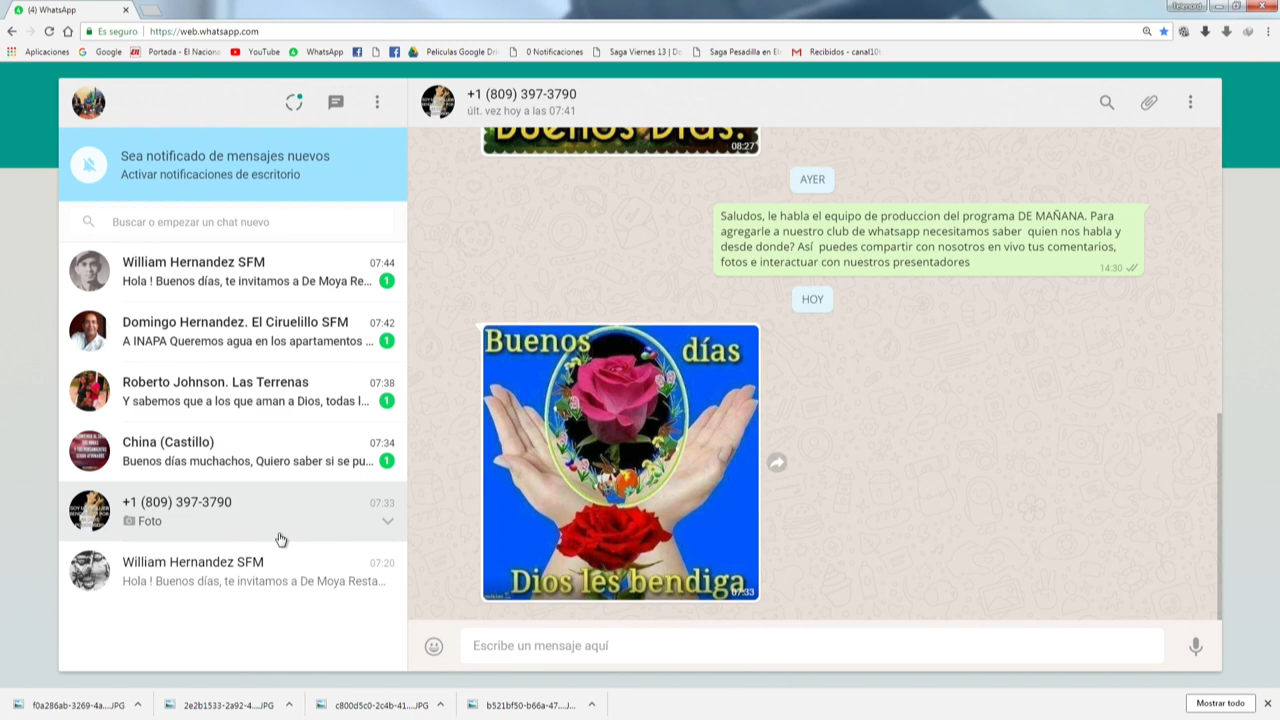 (4) WhatsApp
Telemord
Es seguro
https://web.whatsapp.com
Aplicaciones
Google
Portada - El Naciona
YouTube
WhatsApp
Peliculas Google Dri
0 Notificaciones
Saga Viernes 13 | Do
Saga Pesadilla en El
Recibidos - canal10
+1 (809) 397-3790
últ. vez hoy a las 07:41
Sea notificado de mensajes nuevos
Activar notificaciones de escritorio
Buscar o empezar un chat nuevo
William Hernandez SFM 07:44
Hola ! Buenos días, te invitamos a De Moya Re... 1
Domingo Hernandez. El Ciruelillo SFM 07:42
A INAPA Queremos agua en los apartamentos ... 1
Roberto Johnson. Las Terrenas 07:38
Y sabemos que a los que aman a Dios, todas l... 1
China (Castillo) 07:34
Buenos días muchachos, Quiero saber si se pu... 1
+1 (809) 397-3790 07:33
Foto
William Hernandez SFM 07:20
Hola ! Buenos días, te invitamos a De Moya Resta...
Buenos Días.
08:27
AYER
Saludos, le habla el equipo de produccion del programa DE MAÑANA. Para
agregarle a nuestro club de whatsapp necesitamos saber quien nos habla y
desde donde? Así puedes compartir con nosotros en vivo tus comentarios,
fotos e interactuar con nuestros presentadores
14:30
HOY
Buenos días
Dios les bendiga
07:33
Escribe un mensaje aquí
f0a286ab-3269-4a....JPG
2e2b1533-2a92-4....JPG
c800d5c0-2c4b-41....JPG
b521bf50-b66a-47....J...
Mostrar todo